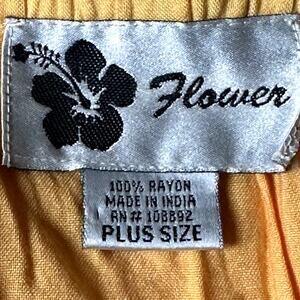 Flower
100% RAYON
MADE IN INDIA
RN# 108892
PLUS SIZE